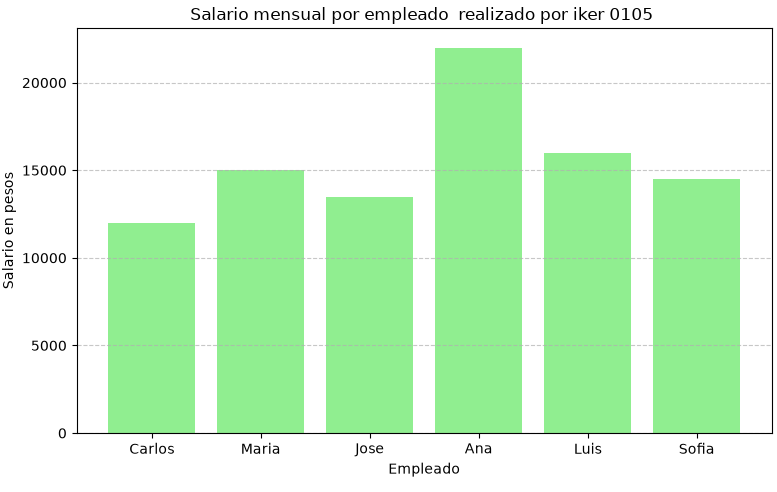 Salario mensual por empleado  realizado por iker 0105
Salario en pesos
20000
15000
10000
5000
0
Carlos Maria Jose Ana Luis Sofia
Empleado